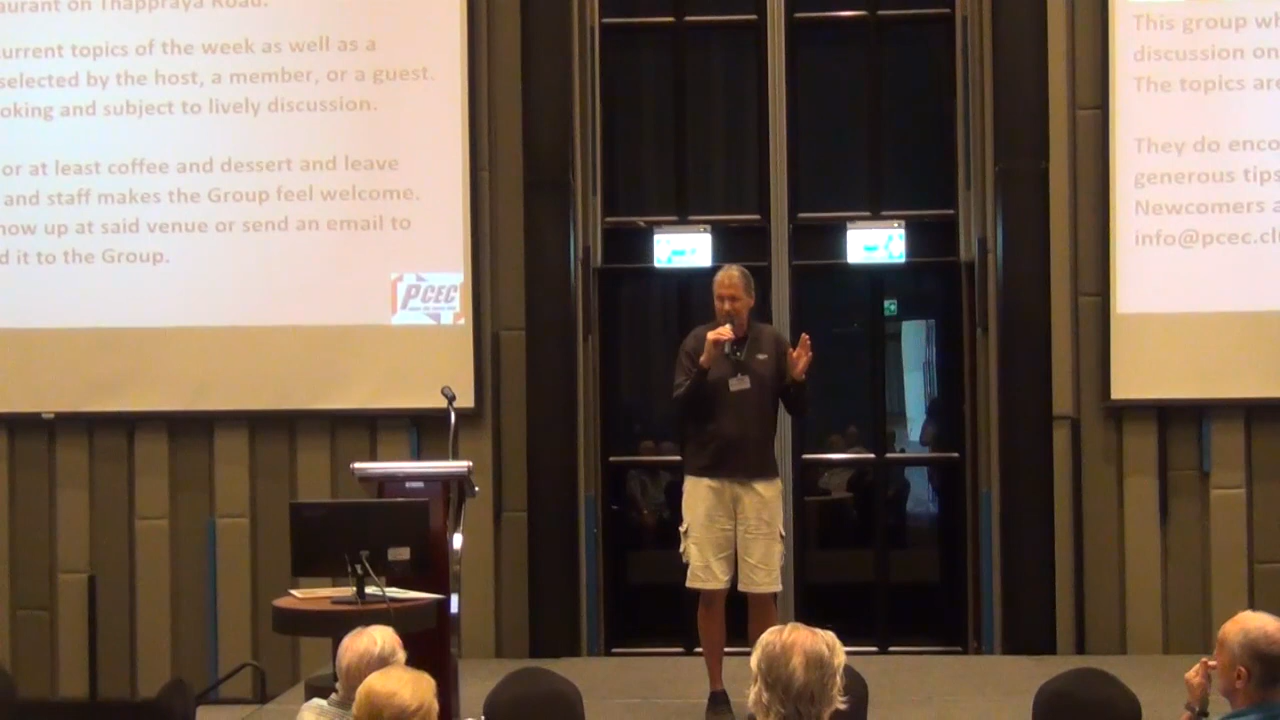 aurant on Thappraya Road.
urrent topics of the week as well as a
selected by the host, a member, or a guest.
oking and subject to lively discussion.
or at least coffee and dessert and leave
and staff makes the Group feel welcome.
how up at said venue or send an email to
d it to the Group.
PCEC
This group wh
discussion on
The topics are
They do enco
generous tips
Newcomers a
info@pcec.cl